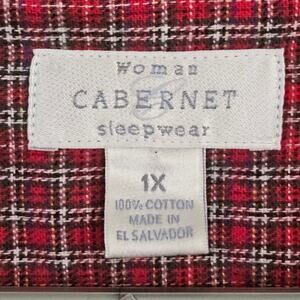 woman
CABERNET
sleepwear
1X
100% COTTON
MADE IN
EL SALVADOR